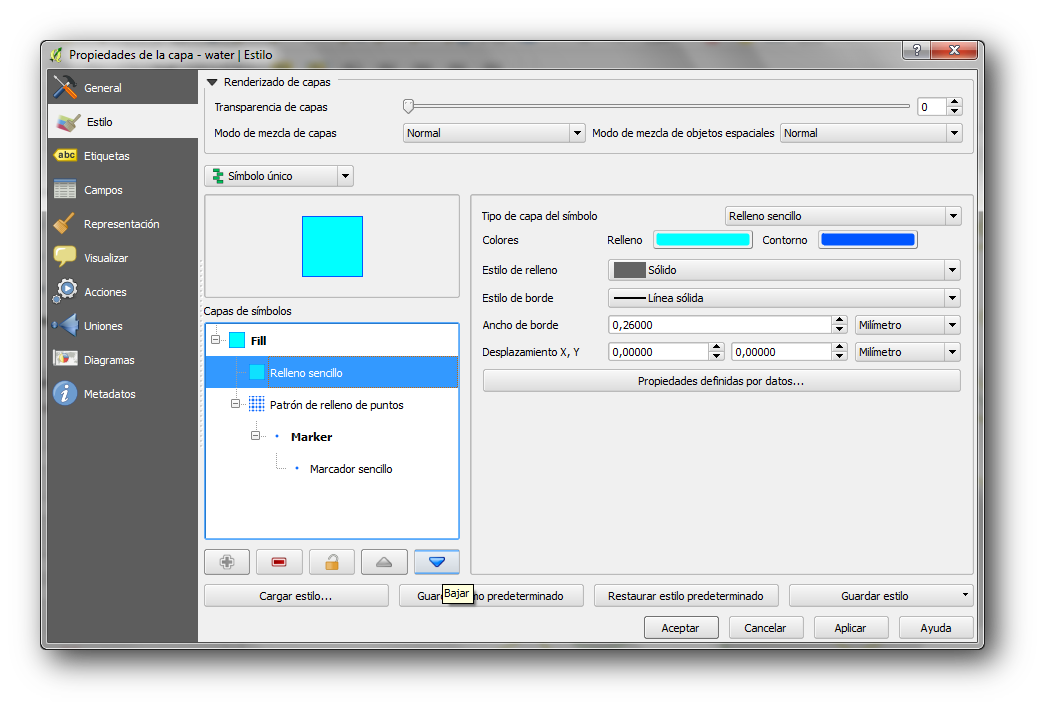 Propiedades de la capa - water | Estilo
?
General
Estilo
abc Etiquetas
Campos
Representación
Visualizar
Acciones
Uniones
Diagramas
Metadatos
Renderizado de capas
Transparencia de capas 0
Modo de mezcla de capas Normal Modo de mezcla de objetos espaciales Normal
Símbolo único
Tipo de capa del símbolo Relleno sencillo
Colores Relleno Contorno
Estilo de relleno Sólido
Estilo de borde Línea sólida
Ancho de borde 0,26000 Milímetro
Desplazamiento X, Y 0,00000 0,00000 Milímetro
Propiedades definidas por datos...
Capas de símbolos
Fill
Relleno sencillo
Patrón de relleno de puntos
Marker
Marcador sencillo
Bajar
Cargar estilo... Guar mo predeterminado Restaurar estilo predeterminado Guardar estilo
Aceptar Cancelar Aplicar Ayuda